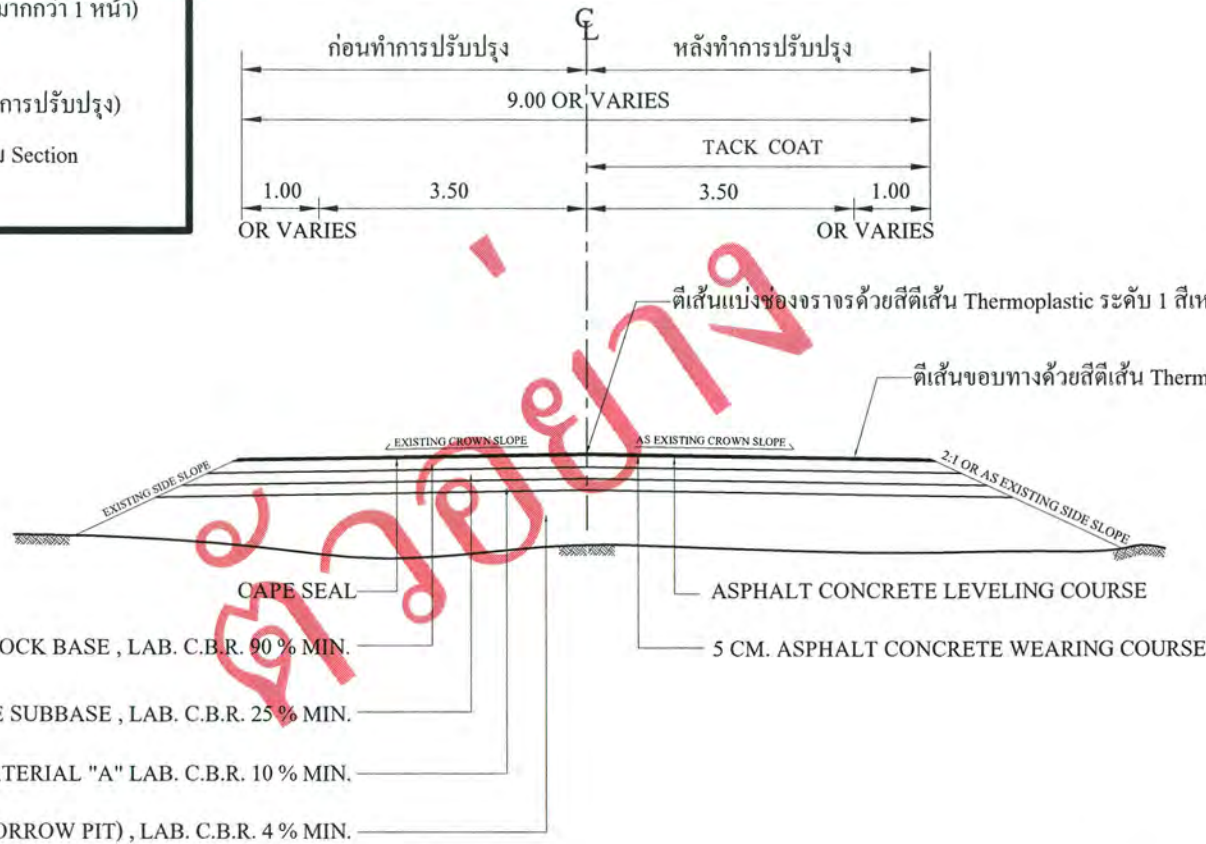 มากกว่า 1 หน้า)
การปรับปรุง)
Section
℄
ก่อนทำการปรับปรุง
หลังทำการปรับปรุง
9.00 OR VARIES
TACK COAT
1.00
3.50
3.50
1.00
OR VARIES
OR VARIES
ตีเส้นแบ่งช่องจราจรด้วยสีตีเส้น Thermoplastic ระดับ 1
ตีเส้นขอบทางด้วยสีตีเส้น
EXISTING CROWN SLOPE
AS EXISTING CROWN SLOPE
EXISTING SIDE SLOPE
2:1 OR AS EXISTING SIDE SLOPE
ตัวอย่าง
CAPE SEAL
ASPHALT CONCRETE LEVELING COURSE
BASE , LAB. C.B.R. 90 % MIN.
5 CM. ASPHALT CONCRETE WEARING COURSE
SUBBASE , LAB. C.B.R. 25 % MIN.
"A" LAB. C.B.R. 10 % MIN.
PIT) , LAB. C.B.R. 4 % MIN.